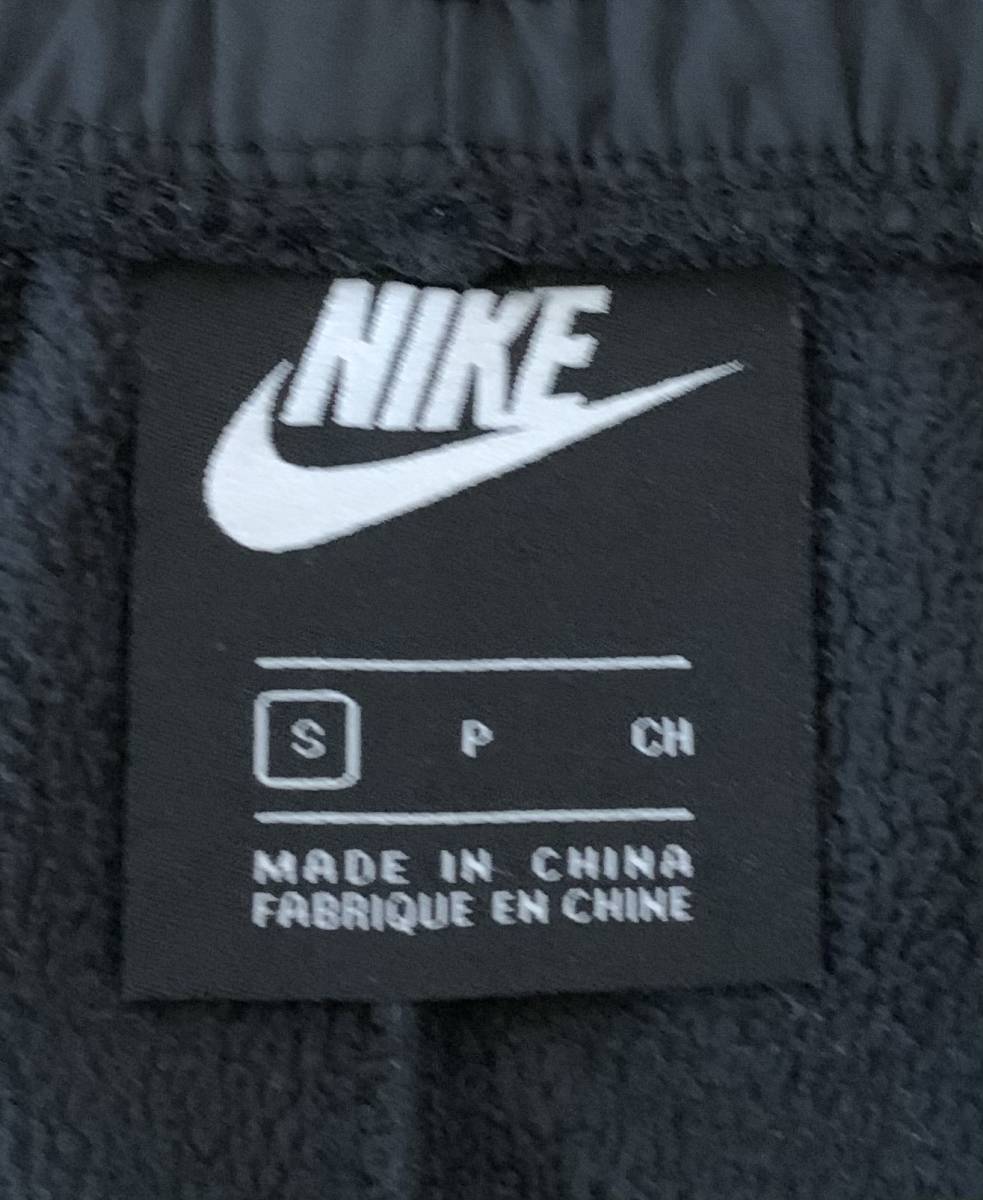 NIKE
S P CH
MADE IN CHINA
FABRIQUE EN CHINE